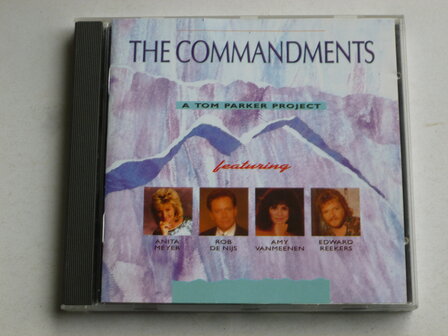 THE COMMANDMENTS
A TOM PARKER PROJECT
featuring
ANITA MEYER
ROB DE NIJS
AMY VANMEENEN
EDWARD REEKERS